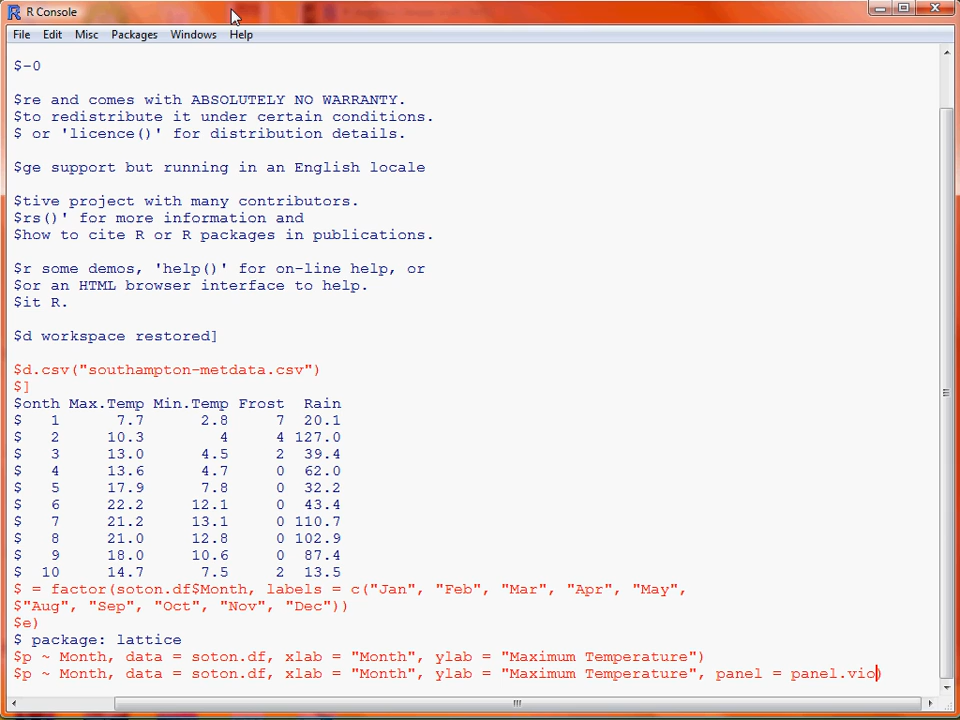 R Console
File Edit Misc Packages Windows Help
$-0
$re and comes with ABSOLUTELY NO WARRANTY.
$to redistribute it under certain conditions.
$ or 'licence()' for distribution details.
$ge support but running in an English locale
$tive project with many contributors.
$rs()' for more information and
$how to cite R or R packages in publications.
$r some demos, 'help()' for on-line help, or
$or an HTML browser interface to help.
$it R.
$d workspace restored]
$d.csv("southampton-metdata.csv")
$]
$onth Max.Temp Min.Temp Frost Rain
$ 1 7.7 2.8 7 20.1
$ 2 10.3 4 4 127.0
$ 3 13.0 4.5 2 39.4
$ 4 13.6 4.7 0 62.0
$ 5 17.9 7.8 0 32.2
$ 6 22.2 12.1 0 43.4
$ 7 21.2 13.1 0 110.7
$ 8 21.0 12.8 0 102.9
$ 9 18.0 10.6 0 87.4
$ 10 14.7 7.5 2 13.5
$ = factor(soton.df$Month, labels = c("Jan", "Feb", "Mar", "Apr", "May",
$"Aug", "Sep", "Oct", "Nov", "Dec"))
$e)
$ package: lattice
$p ~ Month, data = soton.df, xlab = "Month", ylab = "Maximum Temperature")
$p ~ Month, data = soton.df, xlab = "Month", ylab = "Maximum Temperature", panel = panel.vio)